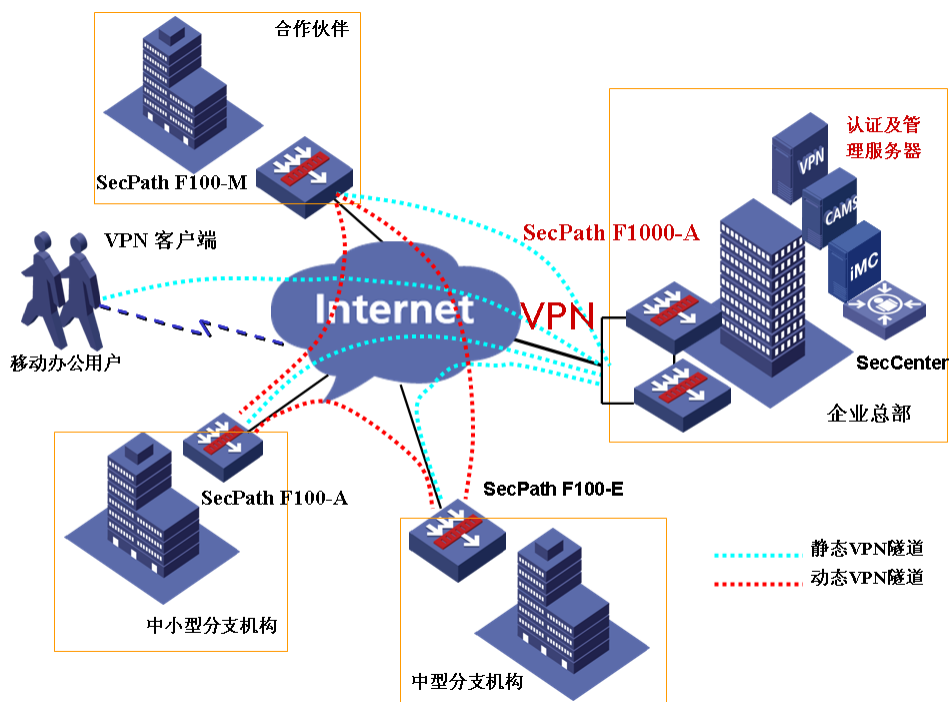 合作伙伴
SecPath F100-M
VPN 客户端
移动办公用户
Internet
VPN
SecPath F1000-A
认证及管
理服务器
VPN
CAMS
iMC
SecCenter
企业总部
SecPath F100-A
中小型分支机构
SecPath F100-E
中型分支机构
静态VPN隧道
动态VPN隧道